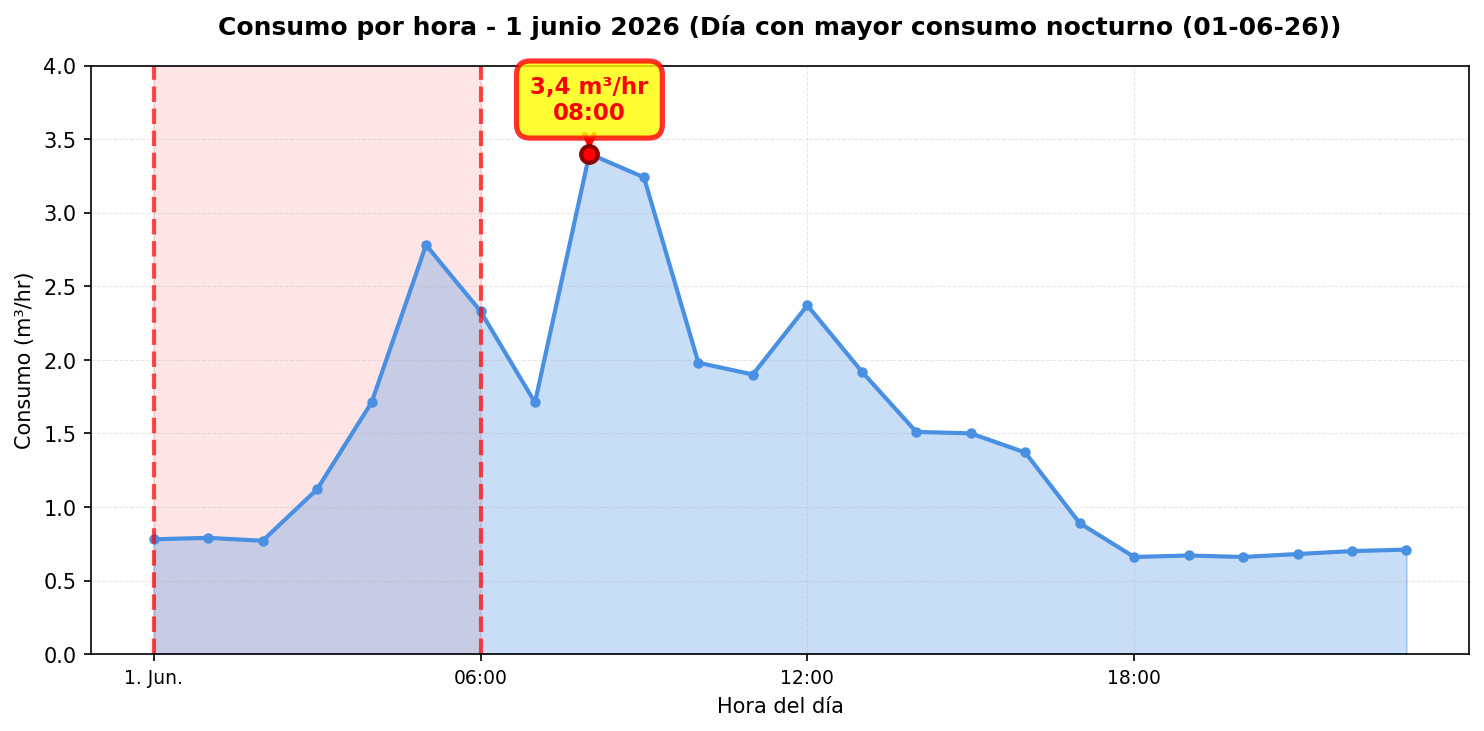 Consumo por hora - 1 junio 2026 (Día con mayor consumo nocturno (01-06-26))
3,4 m³/hr
08:00
Consumo (m³/hr)
4.0
3.5
3.0
2.5
2.0
1.5
1.0
0.5
0.0
1. Jun.
06:00
12:00
18:00
Hora del día